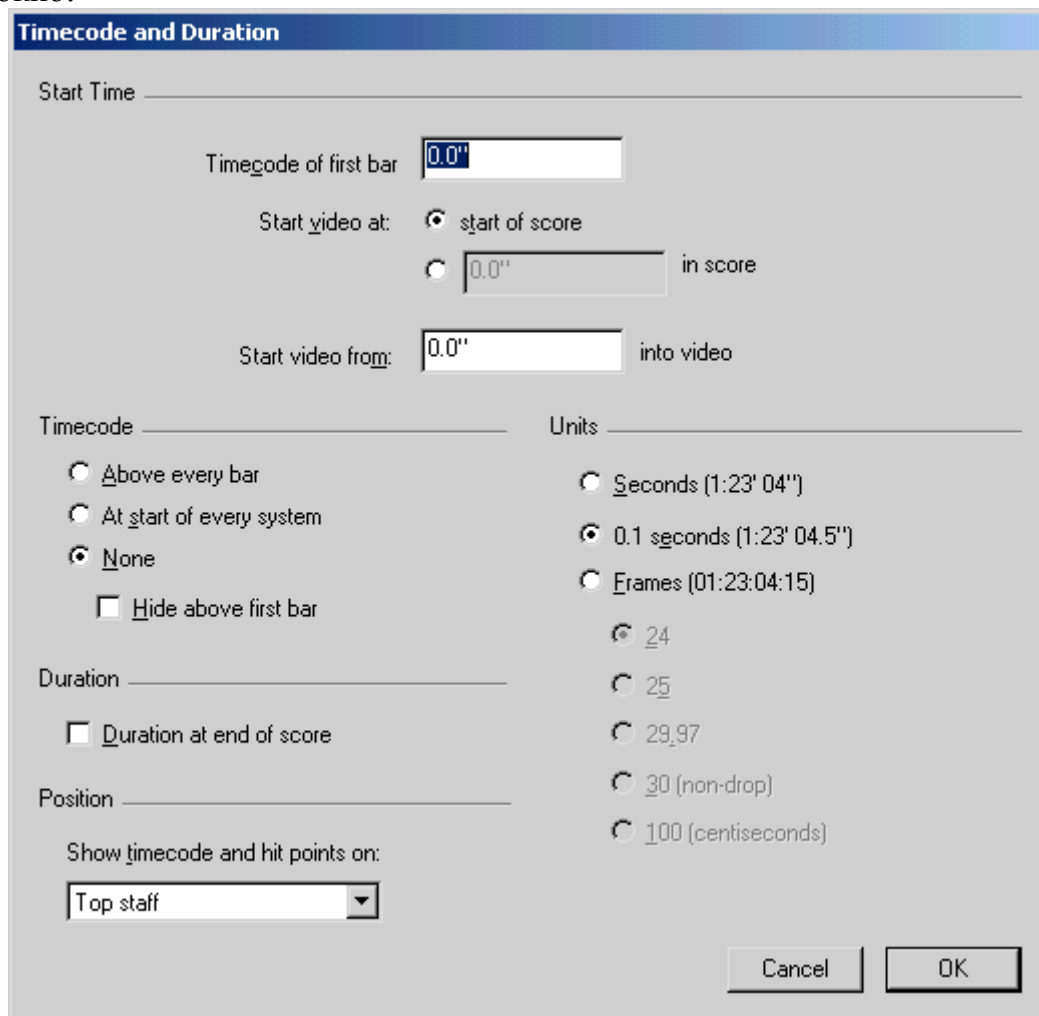 окно:
Timecode and Duration
Start Time
Timecode of first bar 0.0"
Start video at: start of score
0.0" in score
Start video from: 0.0" into video
Timecode
Above every bar
At start of every system
None
Hide above first bar
Duration
Duration at end of score
Position
Show timecode and hit points on:
Top staff
Units
Seconds (1:23' 04")
0.1 seconds (1:23' 04.5")
Frames (01:23:04:15)
24
25
29.97
30 (non-drop)
100 (centiseconds)
Cancel OK